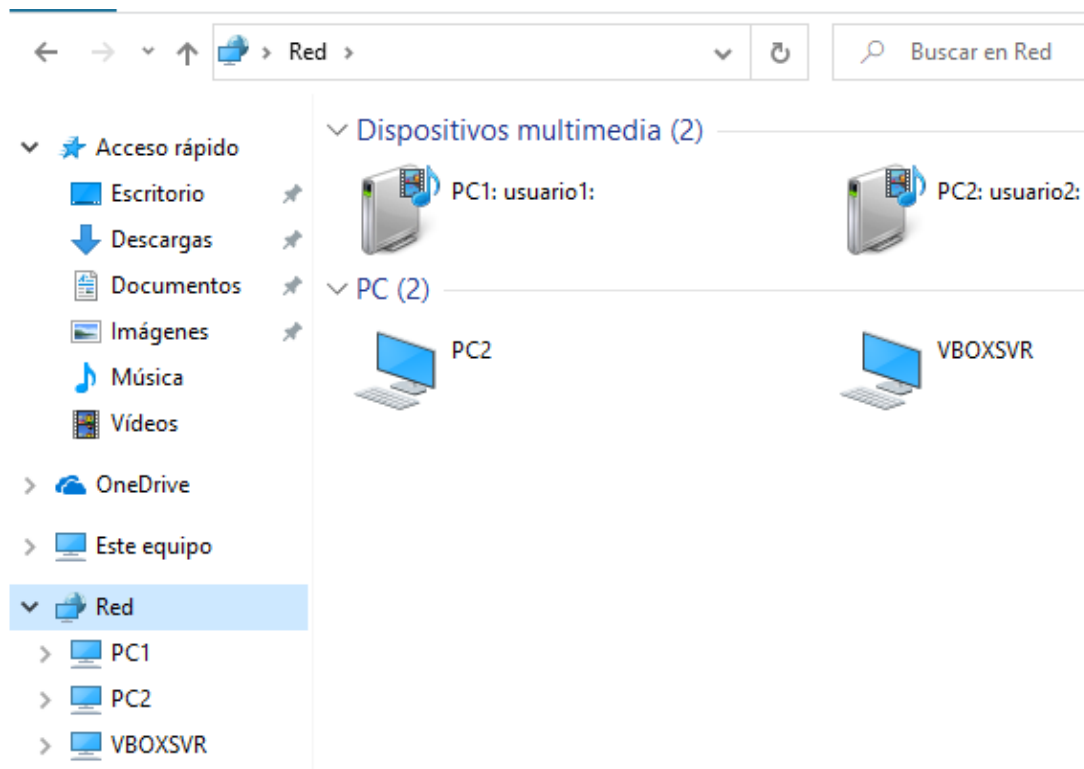 Red
Buscar en Red
Acceso rápido
Escritorio
Descargas
Documentos
Imágenes
Música
Vídeos
OneDrive
Este equipo
Red
PC1
PC2
VBOXSVR
Dispositivos multimedia (2)
PC1: usuario1:
PC2: usuario2:
PC (2)
PC2
VBOXSVR